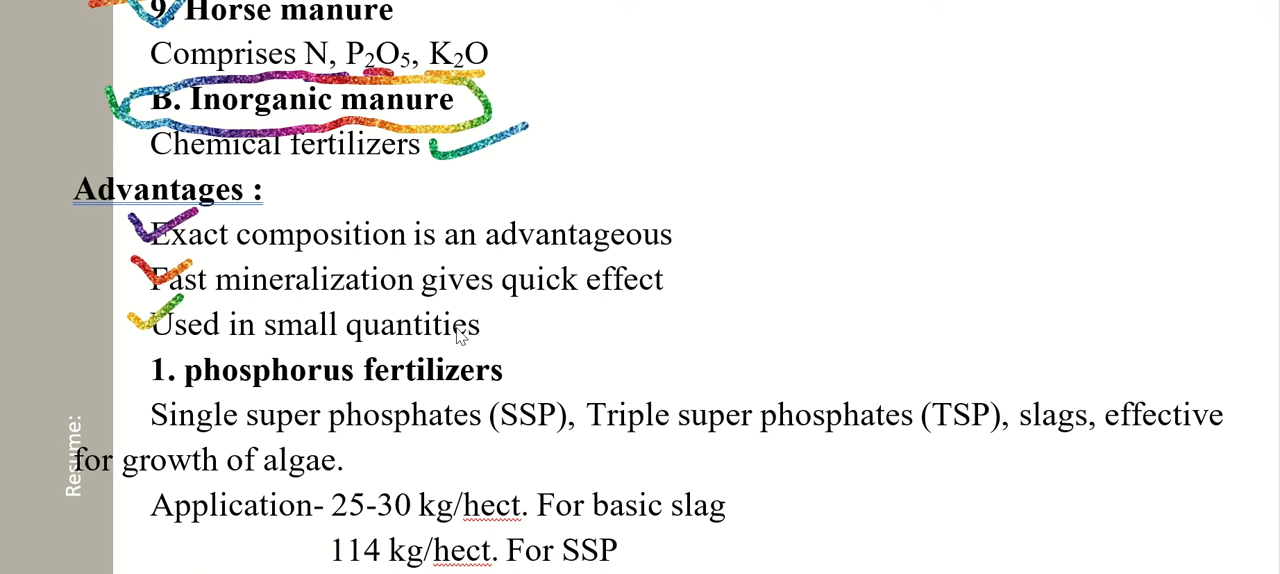 9. Horse manure
Comprises N, P₂O₅, K₂O
B. Inorganic manure
Chemical fertilizers
Advantages :
Exact composition is an advantageous
Fast mineralization gives quick effect
Used in small quantities
1. phosphorus fertilizers
Single super phosphates (SSP), Triple super phosphates (TSP), slags, effective
for growth of algae.
Application- 25-30 kg/hect. For basic slag
114 kg/hect. For SSP
Resume: